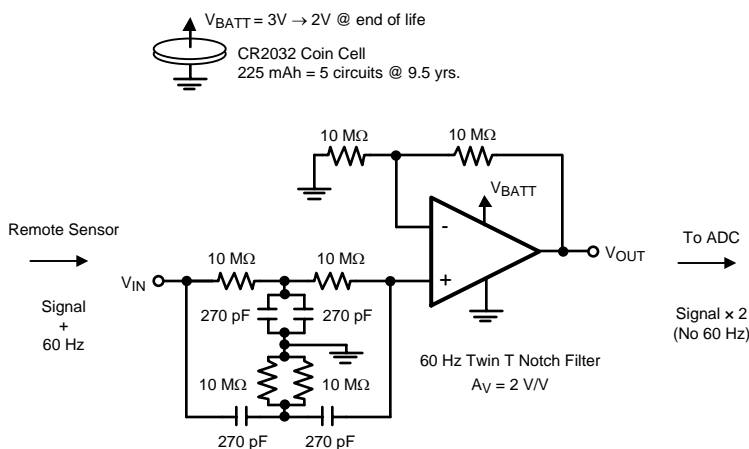 VBATT = 3V → 2V @ end of life
CR2032 Coin Cell
225 mAh = 5 circuits @ 9.5 yrs.
10 MΩ
10 MΩ
VBATT
Remote Sensor
-
To ADC
10 MΩ
10 MΩ
VOUT
VIN
+
Signal
+
60 Hz
270 pF
270 pF
Signal × 2
(No 60 Hz)
60 Hz Twin T Notch Filter
10 MΩ
10 MΩ
AV = 2 V/V
270 pF
270 pF